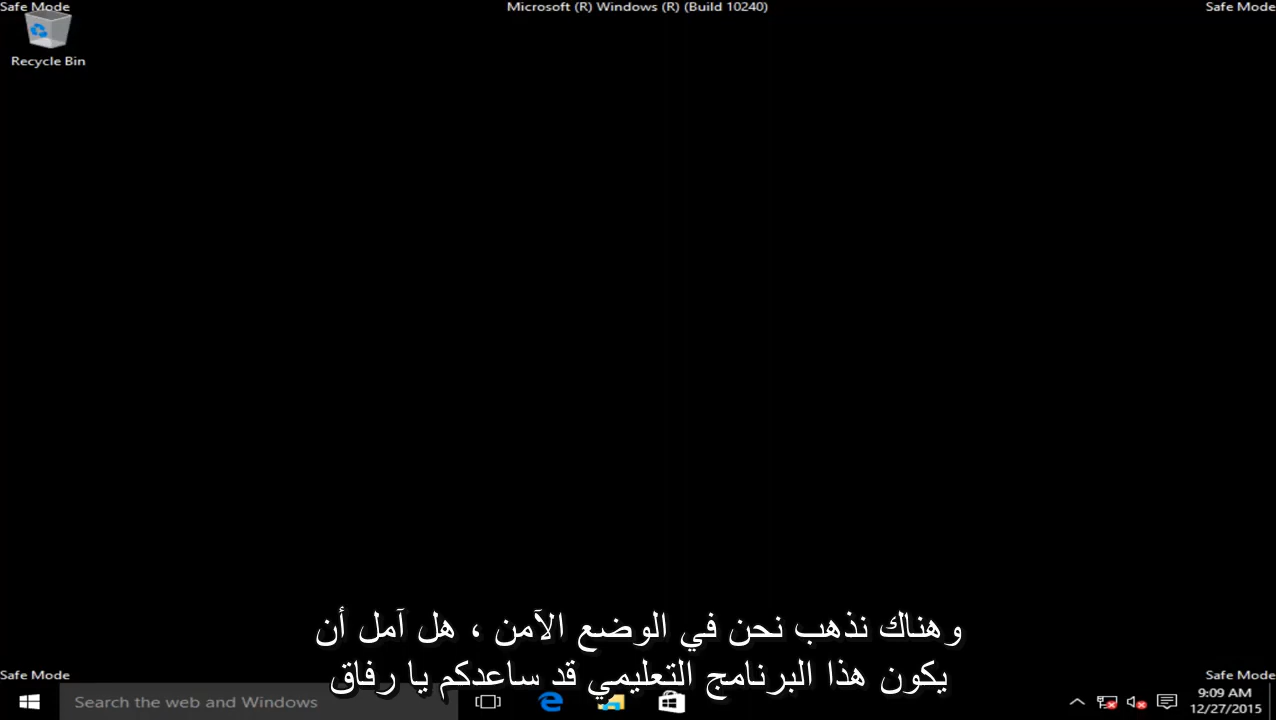 Safe Mode
Microsoft (R) Windows (R) (Build 10240)
Safe Mode
Recycle Bin
وهناك نذهب نحن في الوضع الآمن ، هل آمل أن
يكون هذا البرنامج التعليمي قد ساعدكم يا رفاق
Safe Mode
Safe Mode
Search the web and Windows
9:09 AM
12/27/2015